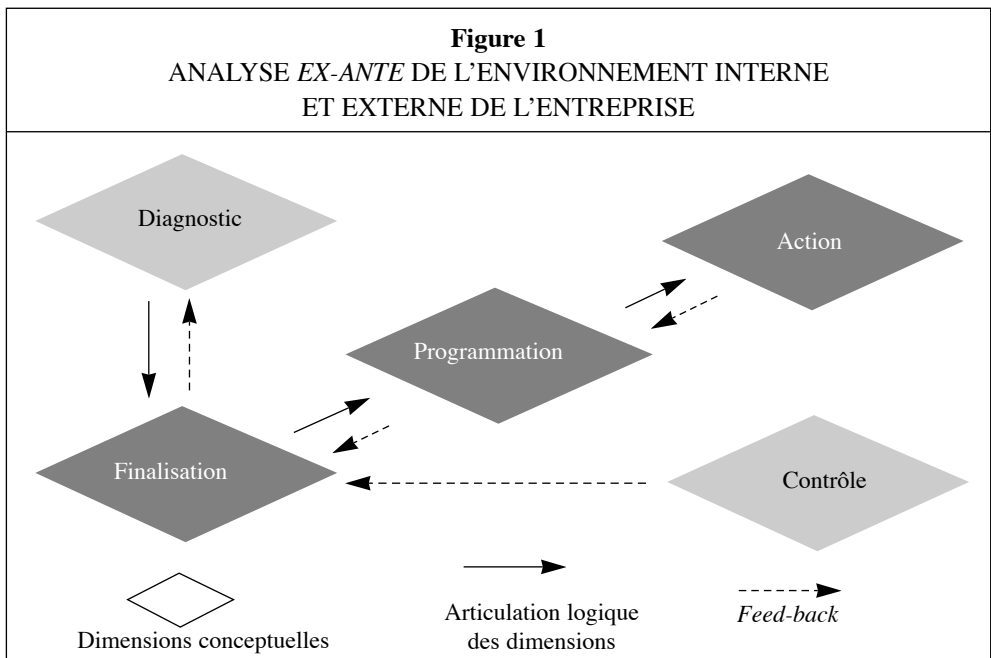 Figure 1
ANALYSE EX-ANTE DE L'ENVIRONNEMENT INTERNE
ET EXTERNE DE L'ENTREPRISE
Diagnostic
Action
Programmation
Finalisation
Contrôle
Dimensions conceptuelles
Articulation logique
des dimensions
Feed-back